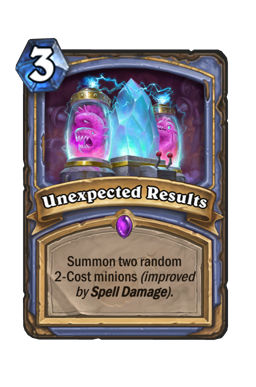 3
Unexpected Results
Summon two random
2-Cost minions (improved
by Spell Damage).